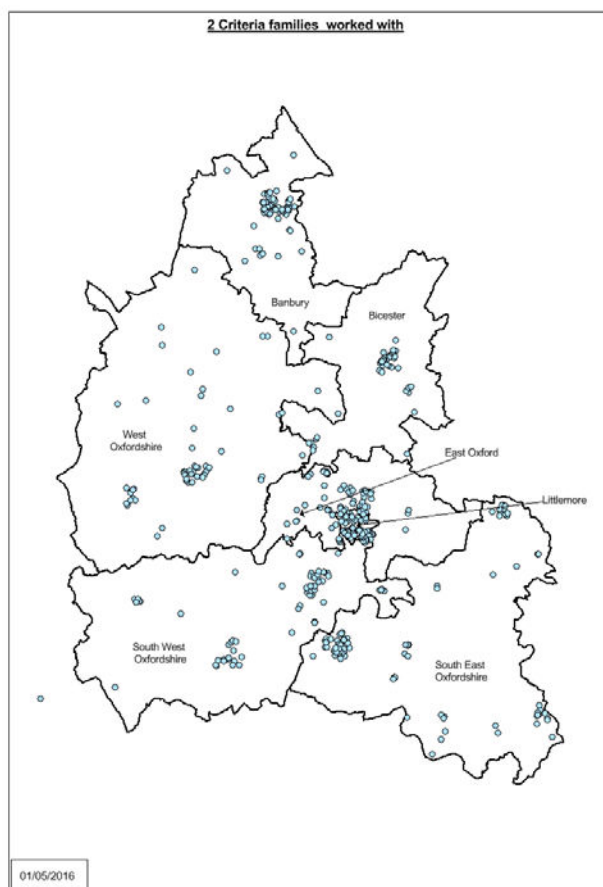 2 Criteria families worked with
Banbury
Bicester
West
Oxfordshire
East Oxford
Littlemore
South West
Oxfordshire
South East
Oxfordshire
01/05/2016